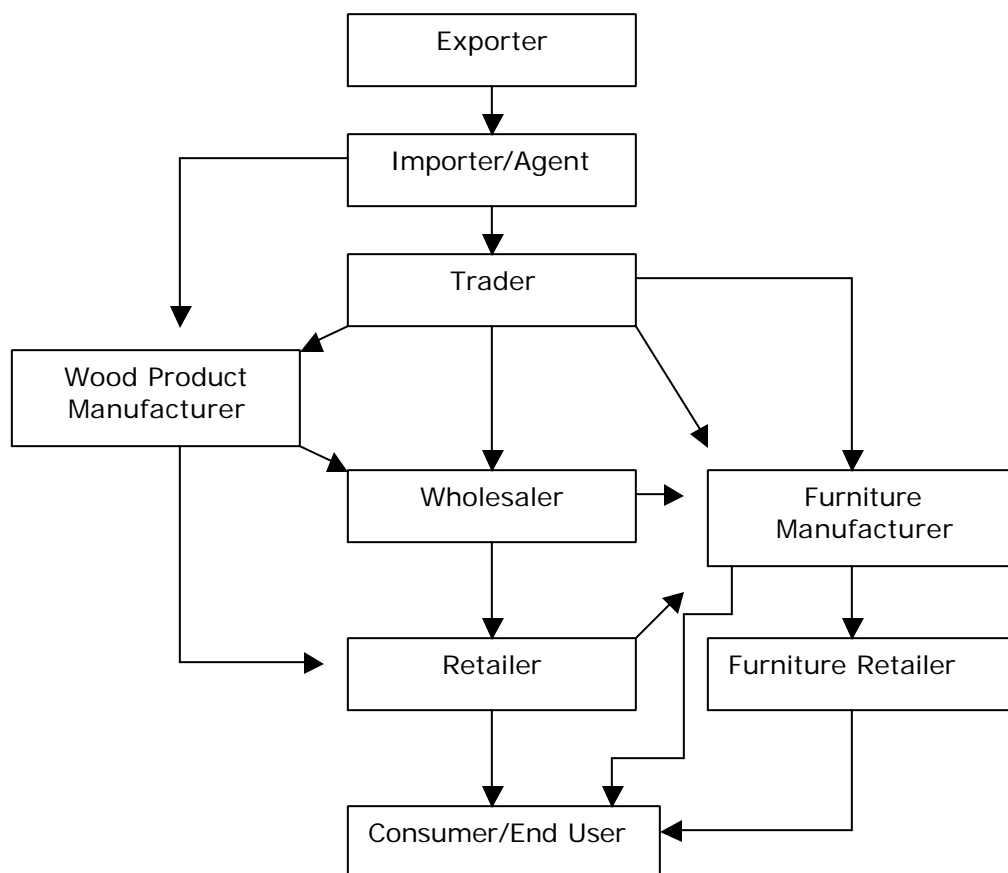 Exporter
Importer/Agent
Trader
Wood Product
Manufacturer
Wholesaler
Furniture
Manufacturer
Retailer
Furniture Retailer
Consumer/End User